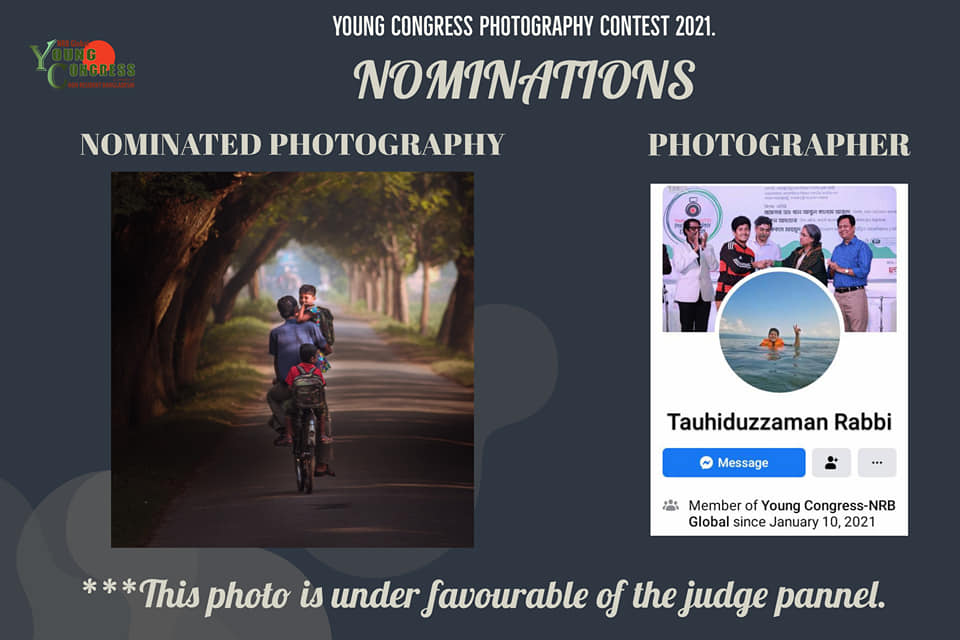 YOUNG CONGRESS PHOTOGRAPHY CONTEST 2021.
NOMINATIONS
YOUNG
CONGRESS
NOMINATED PHOTOGRAPHY
PHOTOGRAPHER
Tauhiduzzaman Rabbi
Message
Member of Young Congress-NRB
Global since January 10, 2021
***This photo is under favourable of the judge pannel.